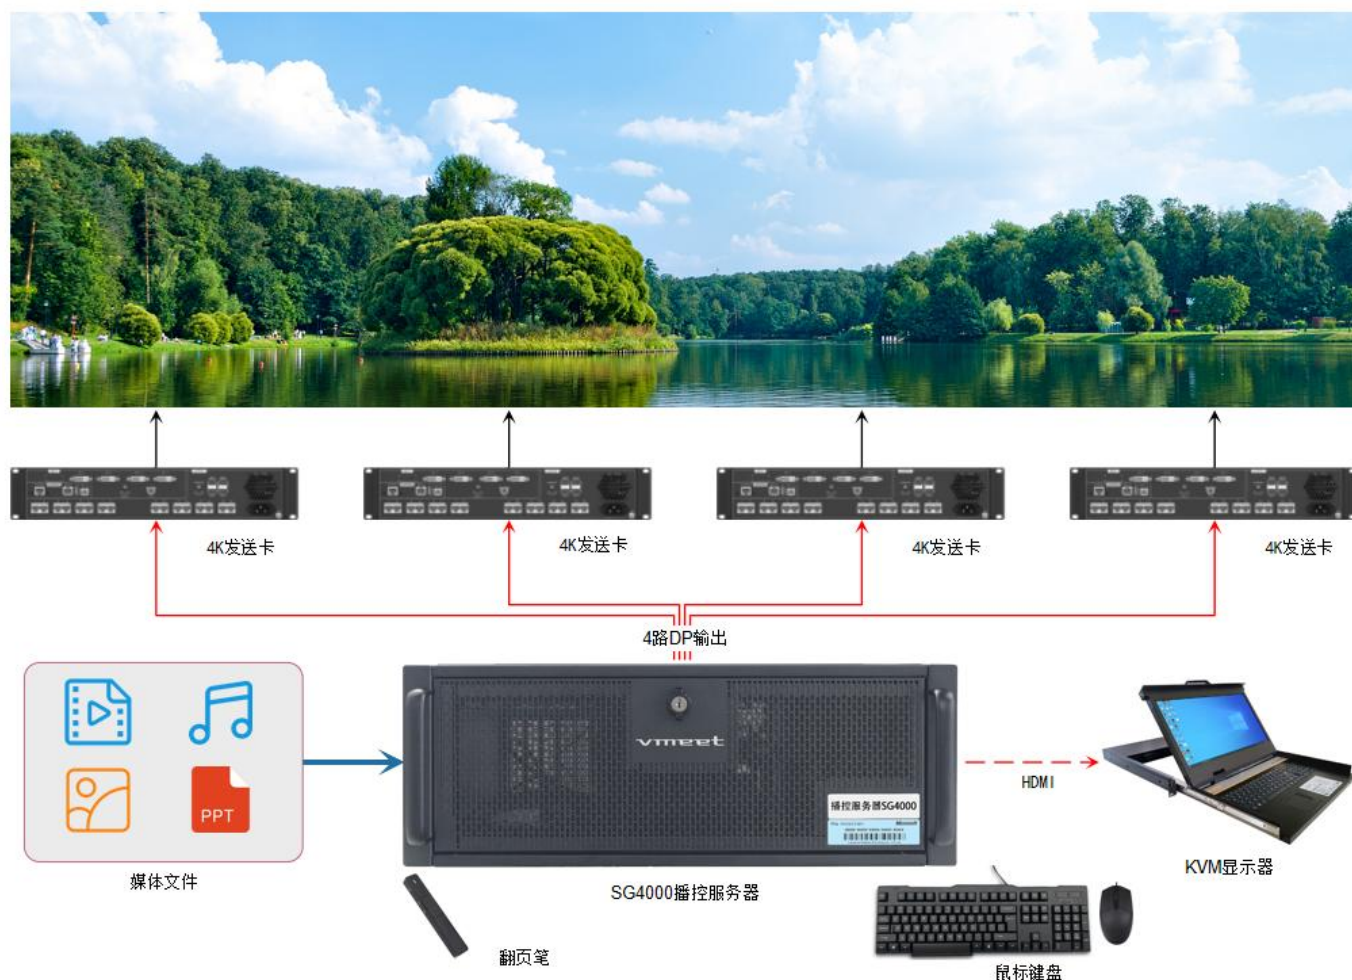 4K发送卡
4K发送卡
4K发送卡
4K发送卡
4路DP输出
PPT
媒体文件
vmeet
播控服务器SG4000
Microsoft
SG4000播控服务器
HDMI
KVM显示器
翻页笔
鼠标键盘